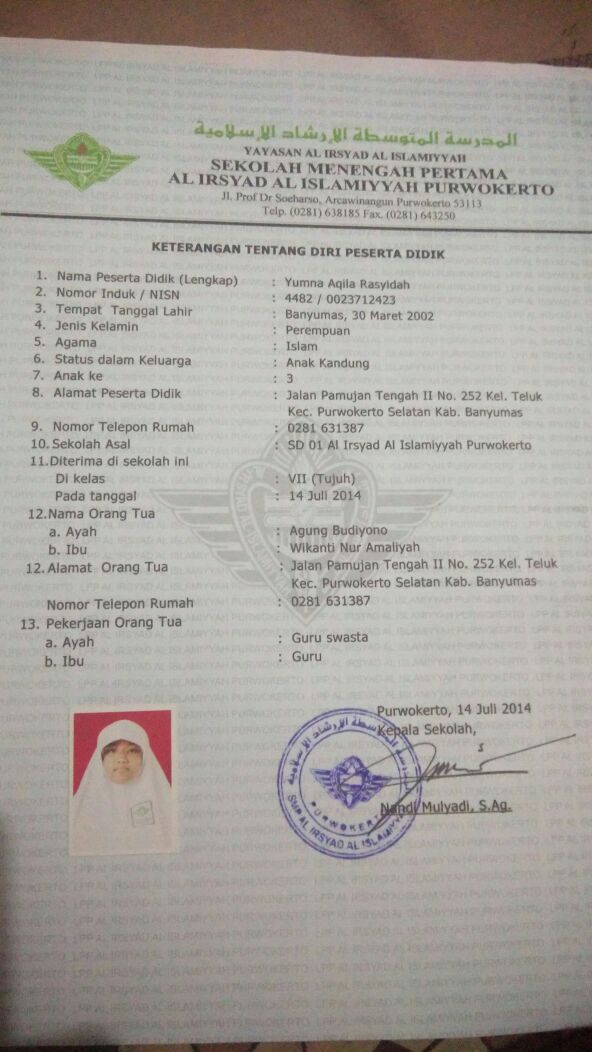 المدرسة المتوسطة الإرشاد الإسلامية
YAYASAN AL IRSYAD AL ISLAMIYYAH
SEKOLAH MENENGAH PERTAMA
AL IRSYAD AL ISLAMIYYAH PURWOKERTO
Jl. Prof Dr Soeharso, Arcawinangun Purwokerto 53113
Telp. (0281) 638185 Fax. (0281) 643250
KETERANGAN TENTANG DIRI PESERTA DIDIK
1. Nama Peserta Didik (Lengkap) : Yumna Aqila Rasyidah
2. Nomor Induk / NISN : 4482 / 0023712423
3. Tempat Tanggal Lahir : Banyumas, 30 Maret 2002
4. Jenis Kelamin : Perempuan
5. Agama : Islam
6. Status dalam Keluarga : Anak Kandung
7. Anak ke : 3
8. Alamat Peserta Didik : Jalan Pamujan Tengah II No. 252 Kel. Teluk
Kec. Purwokerto Selatan Kab. Banyumas
9. Nomor Telepon Rumah : 0281 631387
10. Sekolah Asal : SD 01 Al Irsyad Al Islamiyyah Purwokerto
11. Diterima di sekolah ini
Di kelas : VII (Tujuh)
Pada tanggal : 14 Juli 2014
12. Nama Orang Tua
a. Ayah : Agung Budiyono
b. Ibu : Wikanti Nur Amaliyah
12. Alamat Orang Tua : Jalan Pamujan Tengah II No. 252 Kel. Teluk
Kec. Purwokerto Selatan Kab. Banyumas
Nomor Telepon Rumah : 0281 631387
13. Pekerjaan Orang Tua
a. Ayah : Guru swasta
b. Ibu : Guru
Purwokerto, 14 Juli 2014
Kepala Sekolah,
المدرسة المتوسطة الإرشاد الإسلامية
PURWOKERTO
SMP AL IRSYAD AL ISLAMIYYAH
Nandi Mulyadi, S.Ag.